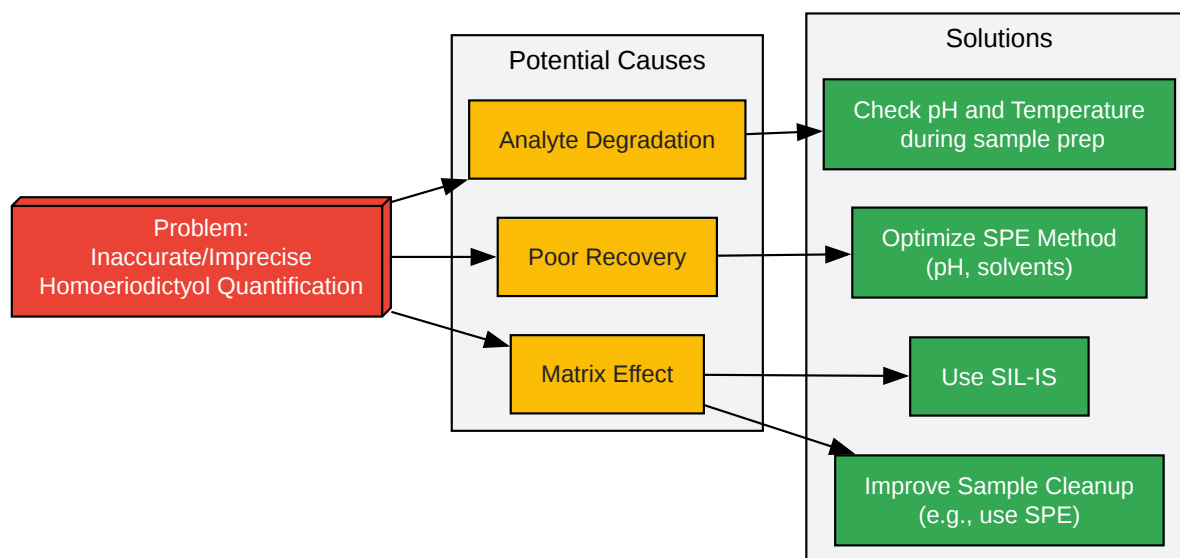 Problem:
Inaccurate/Imprecise
Homoeriodictyol Quantification
Potential Causes
Analyte Degradation
Poor Recovery
Matrix Effect
Solutions
Check pH and Temperature
during sample prep
Optimize SPE Method
(pH, solvents)
Use SIL-IS
Improve Sample Cleanup
(e.g., use SPE)